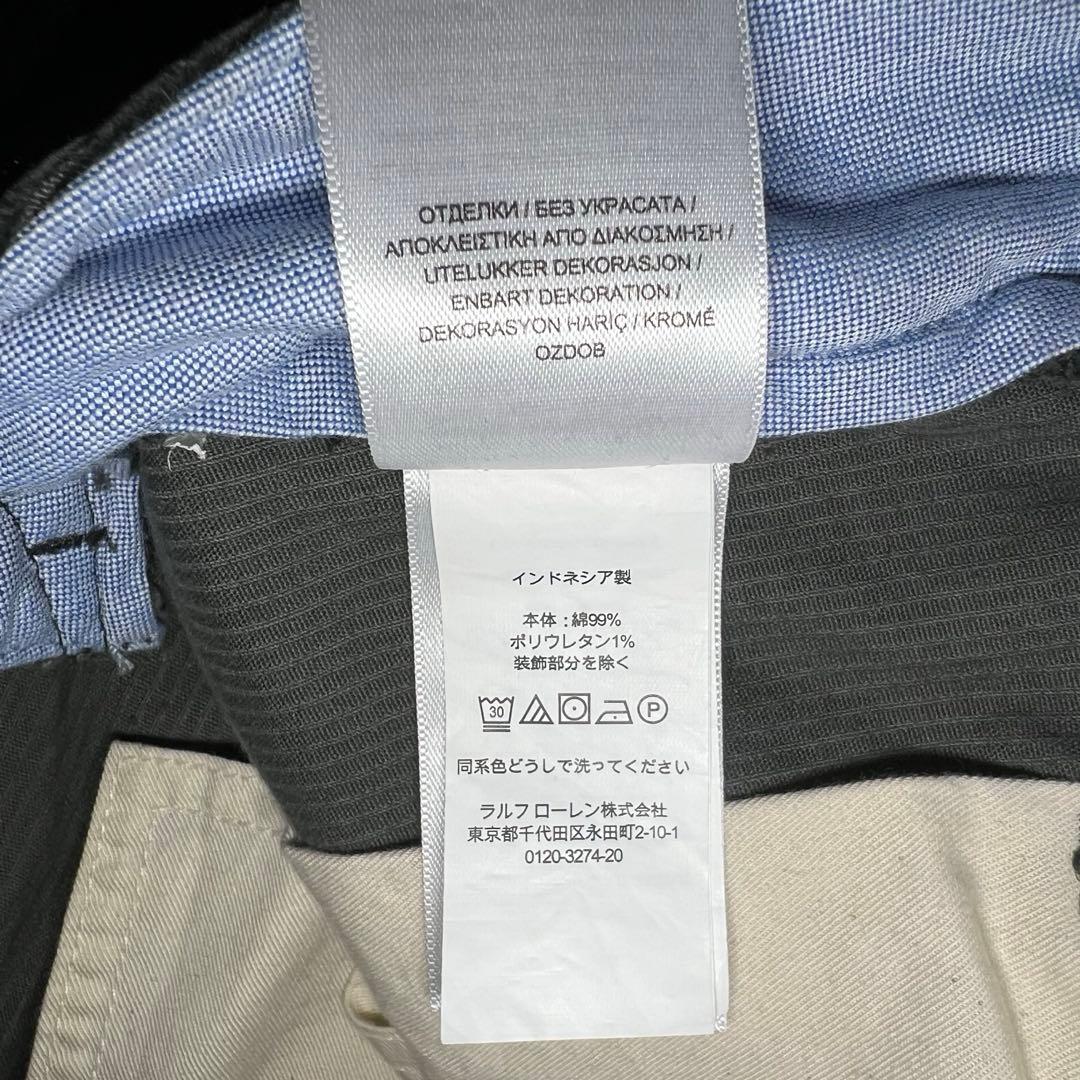 ОТДЕЛКИ / БЕЗ УКРАСАТА /
ΑΠΟΚΛΕΙΣΤΙΚΗ ΑΠΟ ΔΙΑΚΟΣΜΗΣΗ /
UTELUKKER DEKORASJON /
ENBART DEKORATION /
DEKORASYON HARİÇ / KROMĚ
OZDOB
インドネシア製
本体 : 綿99%
ポリウレタン1%
装飾部分を除く
30 P
同系色どうしで洗ってください
ラルフ ローレン株式会社
東京都千代田区永田町2-10-1
0120-3274-20